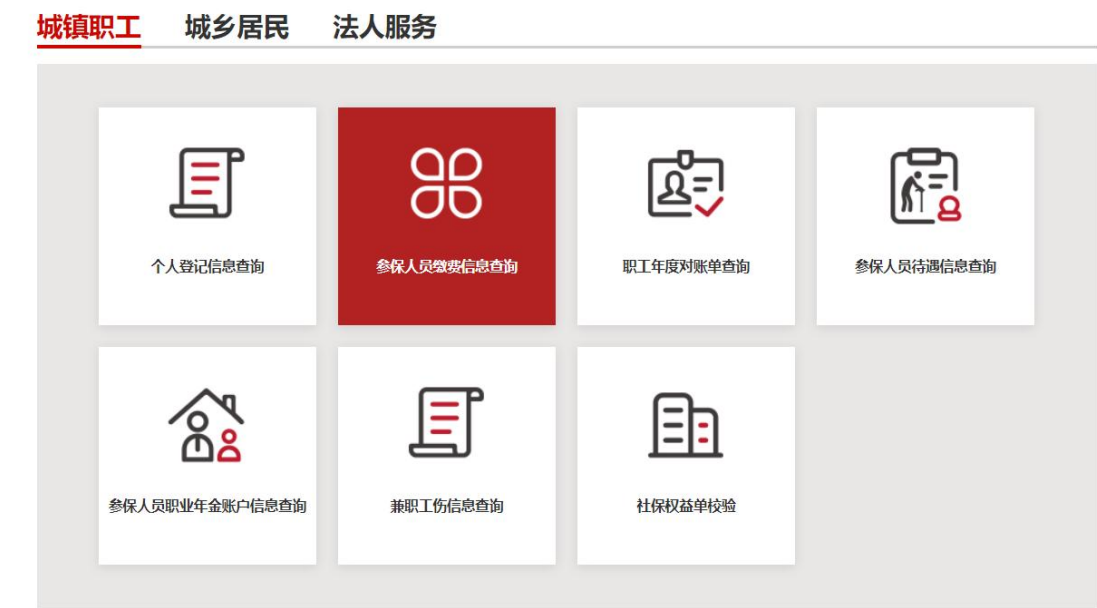 城镇职工
城乡居民
法人服务
个人登记信息查询
参保人员缴费信息查询
职工年度对账单查询
参保人员待遇信息查询
参保人员职业年金账户信息查询
兼职工伤信息查询
社保权益单校验